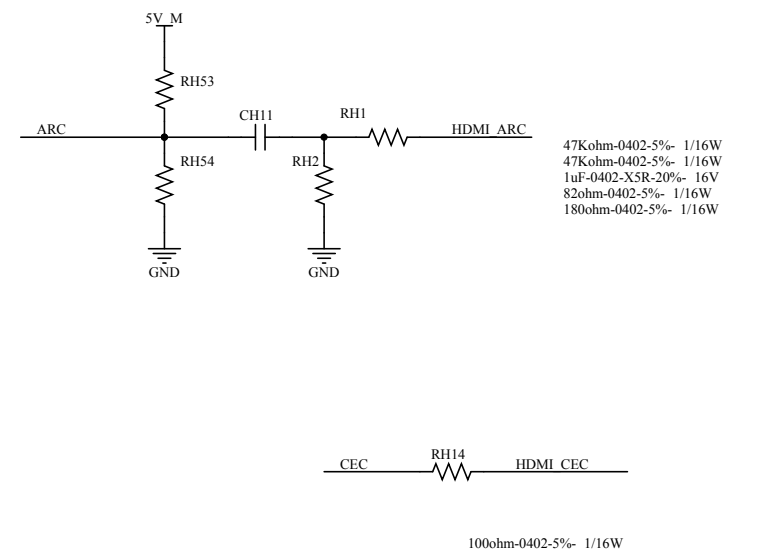 5V_M
RH53
ARC
CH11
RH1
HDMI_ARC
RH54
RH2
GND
GND
47Kohm-0402-5%- 1/16W
47Kohm-0402-5%- 1/16W
1uF-0402-X5R-20%- 16V
82ohm-0402-5%- 1/16W
180ohm-0402-5%- 1/16W
CEC
RH14
HDMI_CEC
100ohm-0402-5%- 1/16W